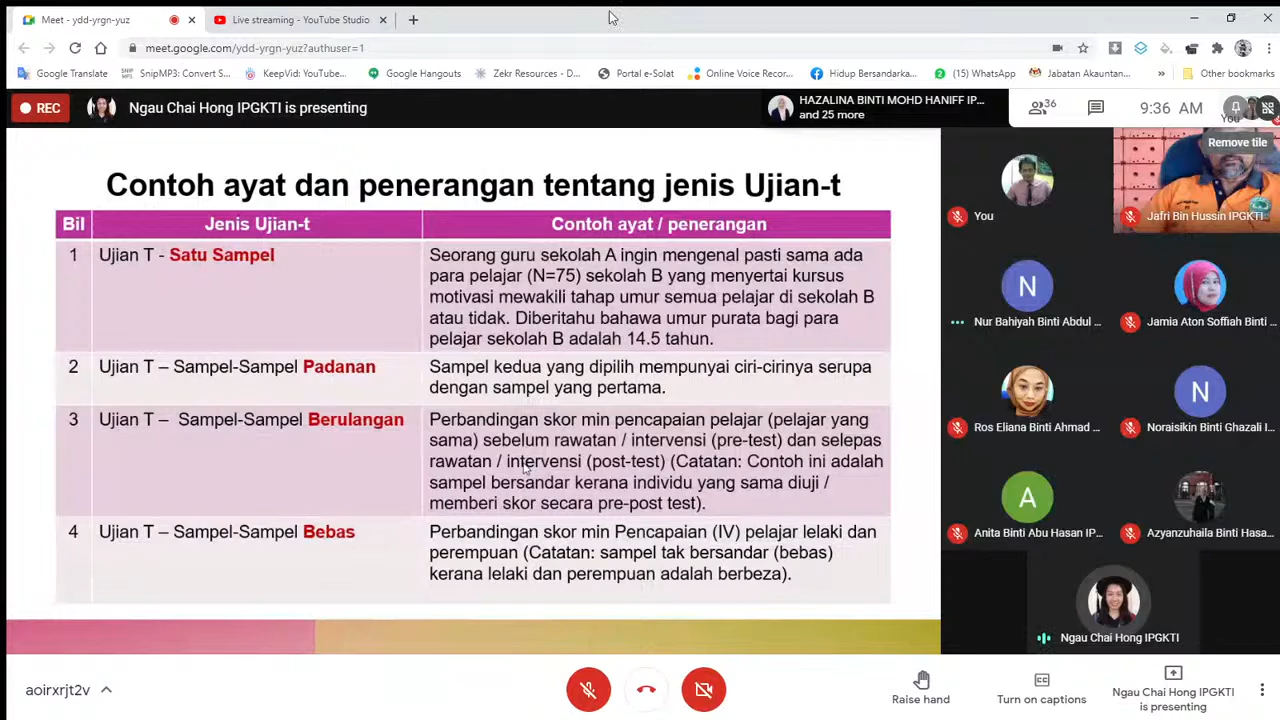 Meet - ydd-yrgn-yuz
Live streaming - YouTube Studio
meet.google.com/ydd-yrgn-yuz?authuser=1
Google Translate
SnipMP3: Convert S...
KeepVid: YouTube...
Google Hangouts
Zekr Resources - D...
Portal e-Solat
Online Voice Recor...
Hidup Bersandarka...
(15) WhatsApp
Jabatan Akauntan...
»
Other bookmarks
REC
Ngau Chai Hong IPGKTI is presenting
HAZALINA BINTI MOHD HANIFF IP...
and 25 more
36
9:36 AM
You
Remove tile
Contoh ayat dan penerangan tentang jenis Ujian-t
Bil Jenis Ujian-t Contoh ayat / penerangan
1 Ujian T - Satu Sampel
Seorang guru sekolah A ingin mengenal pasti sama ada
para pelajar (N=75) sekolah B yang menyertai kursus
motivasi mewakili tahap umur semua pelajar di sekolah B
atau tidak. Diberitahu bahawa umur purata bagi para
pelajar sekolah B adalah 14.5 tahun.
2 Ujian T – Sampel-Sampel Padanan
Sampel kedua yang dipilih mempunyai ciri-cirinya serupa
dengan sampel yang pertama.
3 Ujian T – Sampel-Sampel Berulangan
Perbandingan skor min pencapaian pelajar (pelajar yang
sama) sebelum rawatan / intervensi (pre-test) dan selepas
rawatan / intervensi (post-test) (Catatan: Contoh ini adalah
sampel bersandar kerana individu yang sama diuji /
memberi skor secara pre-post test).
4 Ujian T – Sampel-Sampel Bebas
Perbandingan skor min Pencapaian (IV) pelajar lelaki dan
perempuan (Catatan: sampel tak bersandar (bebas)
kerana lelaki dan perempuan adalah berbeza).
You
Jafri Bin Hussin IPGKTI
N
Nur Bahiyah Binti Abdul ...
Jamia Aton Soffiah Binti ...
Ros Eliana Binti Ahmad ...
N
Noraisikin Binti Ghazali I...
A
Anita Binti Abu Hasan IP...
Azyanzuhaila Binti Hasa...
Ngau Chai Hong IPGKTI
aoirxrjt2v
Raise hand
Turn on captions
Ngau Chai Hong IPGKTI
is presenting